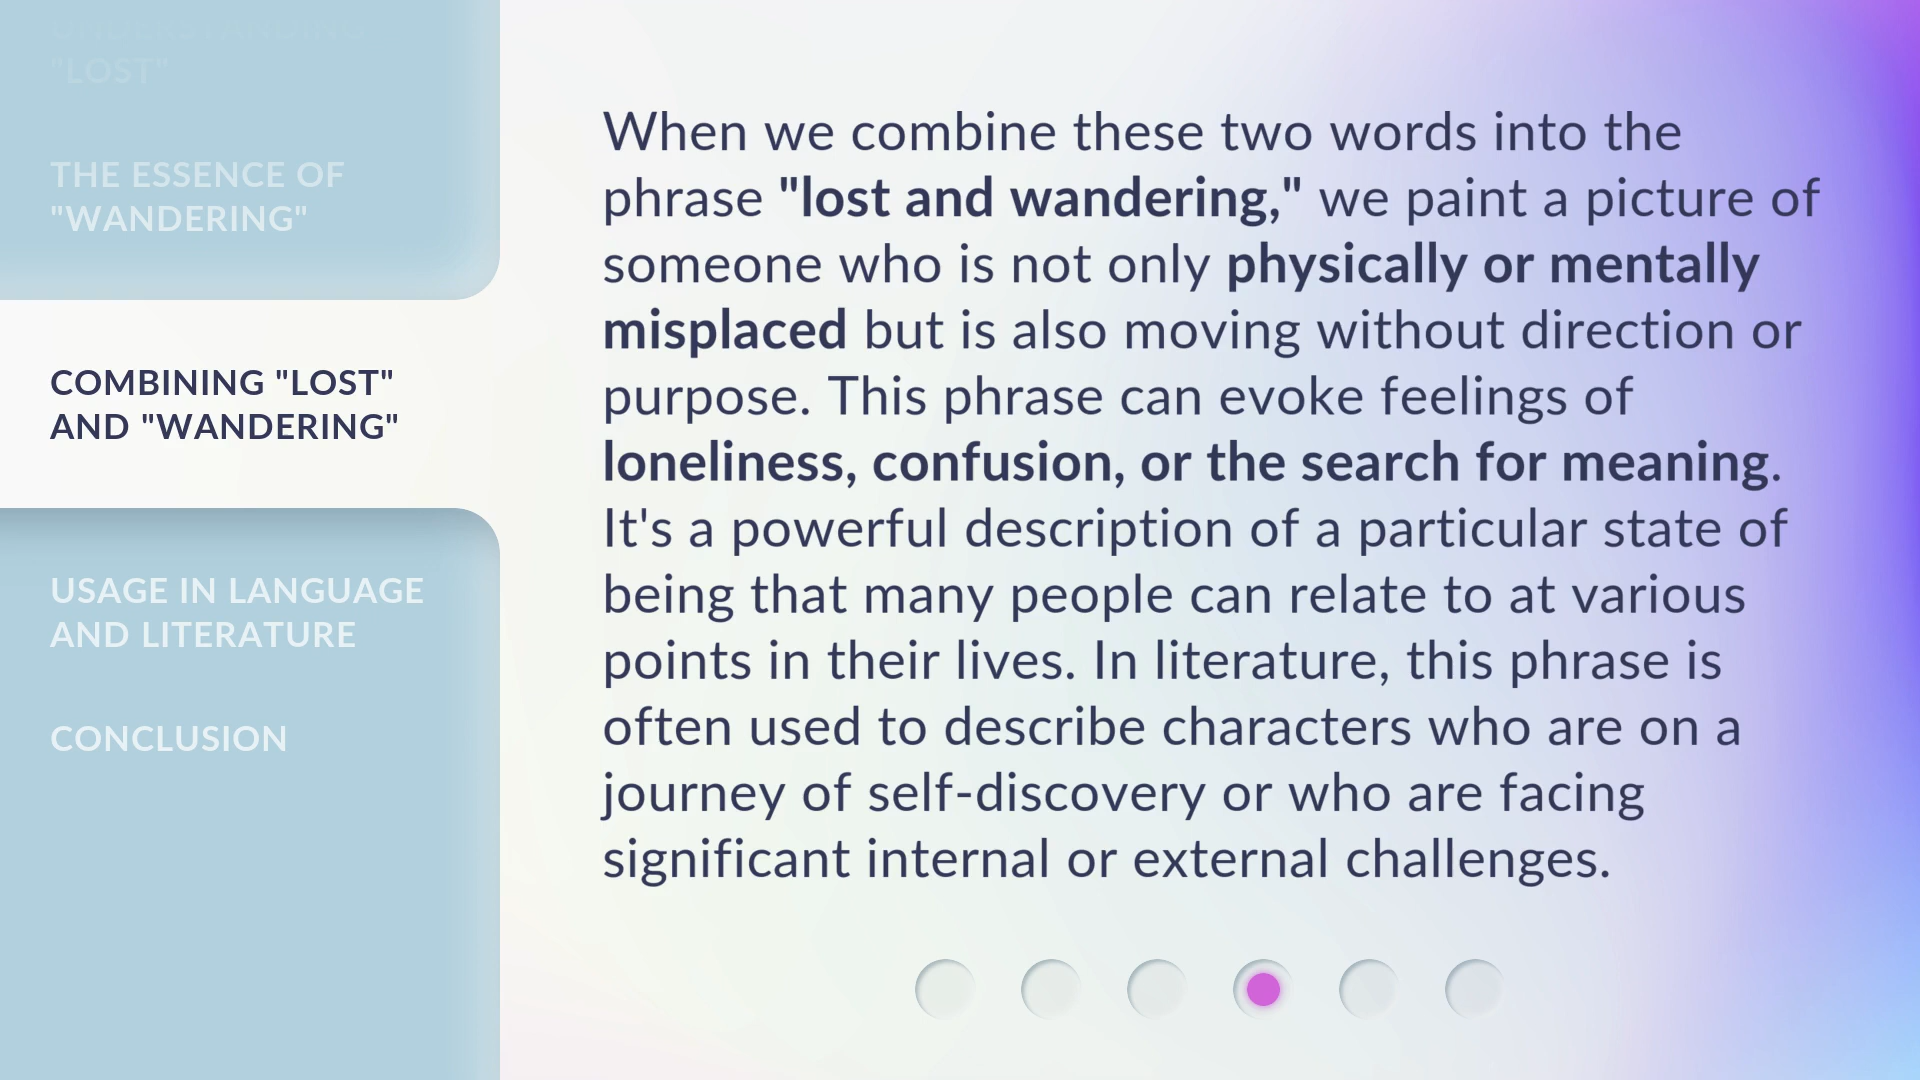 "LOST"
THE ESSENCE OF
"WANDERING"
COMBINING "LOST"
AND "WANDERING"
USAGE IN LANGUAGE
AND LITERATURE
CONCLUSION
When we combine these two words into the
phrase "lost and wandering," we paint a picture of
someone who is not only physically or mentally
misplaced but is also moving without direction or
purpose. This phrase can evoke feelings of
loneliness, confusion, or the search for meaning.
It's a powerful description of a particular state of
being that many people can relate to at various
points in their lives. In literature, this phrase is
often used to describe characters who are on a
journey of self-discovery or who are facing
significant internal or external challenges.